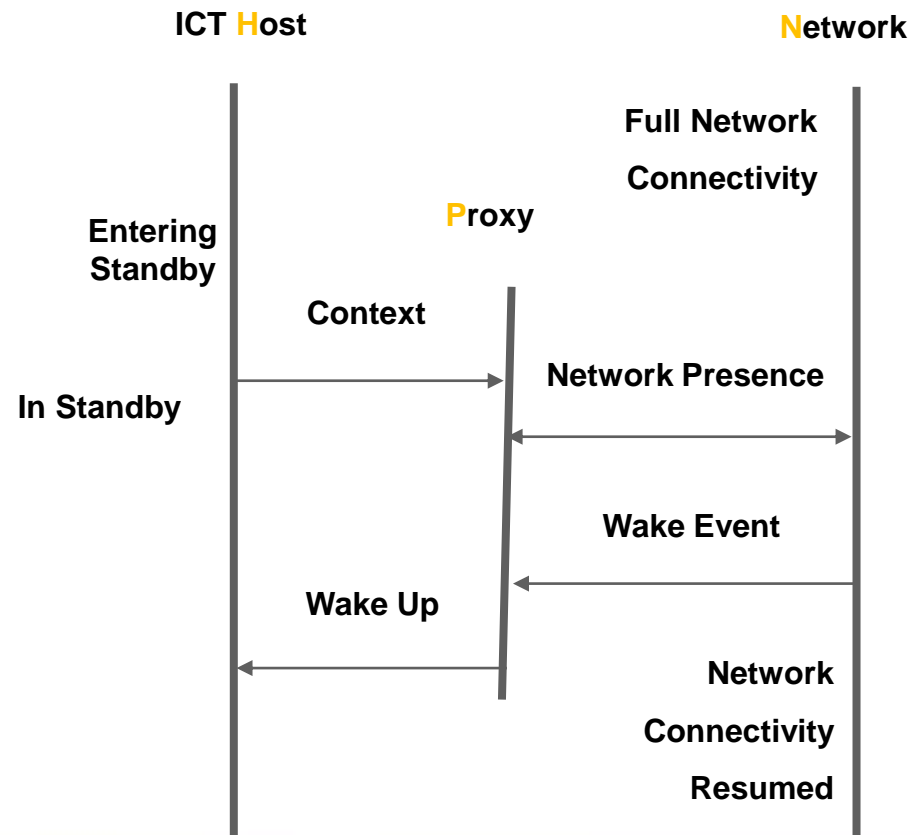 ICT Host
Network
Full Network
Connectivity
Proxy
Entering
Standby
Context
Network Presence
In Standby
Wake Event
Wake Up
Network
Connectivity
Resumed